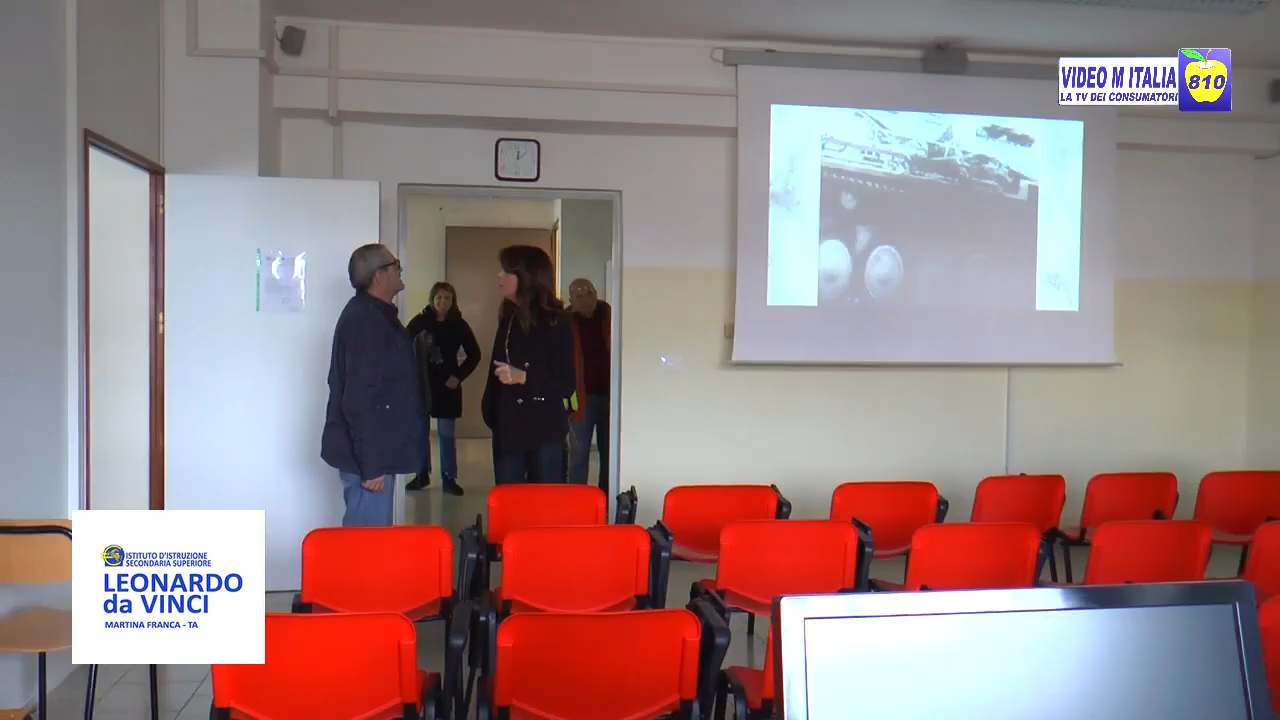 VIDEO M ITALIA
LA TV DEI CONSUMATORI
810
ISTITUTO D'ISTRUZIONE
SECONDARIA SUPERIORE
LEONARDO
da VINCI
MARTINA FRANCA - TA